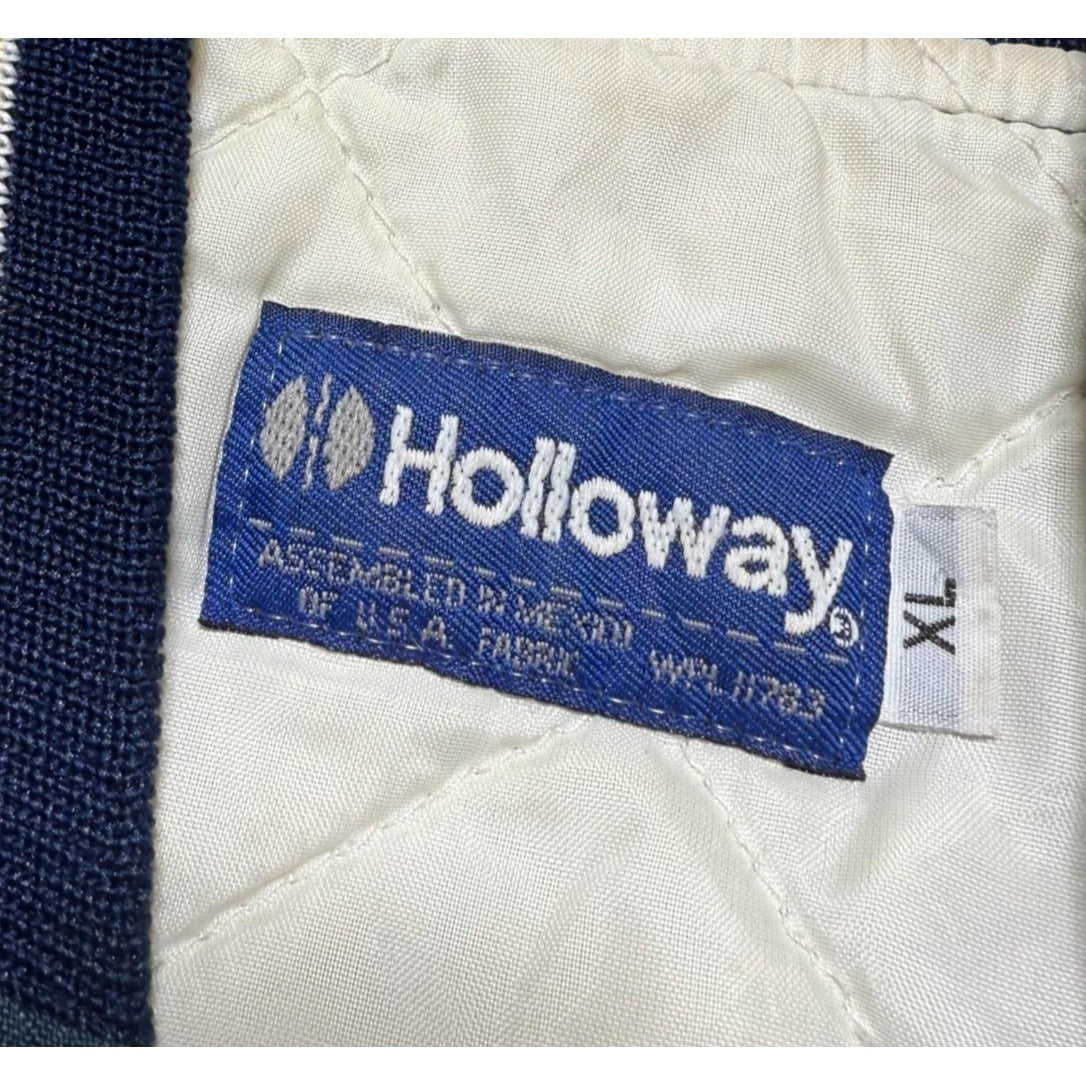 Holloway®
ASSEMBLED IN MEXICO
OF U.S.A. FABRIC WPL 11783
XL